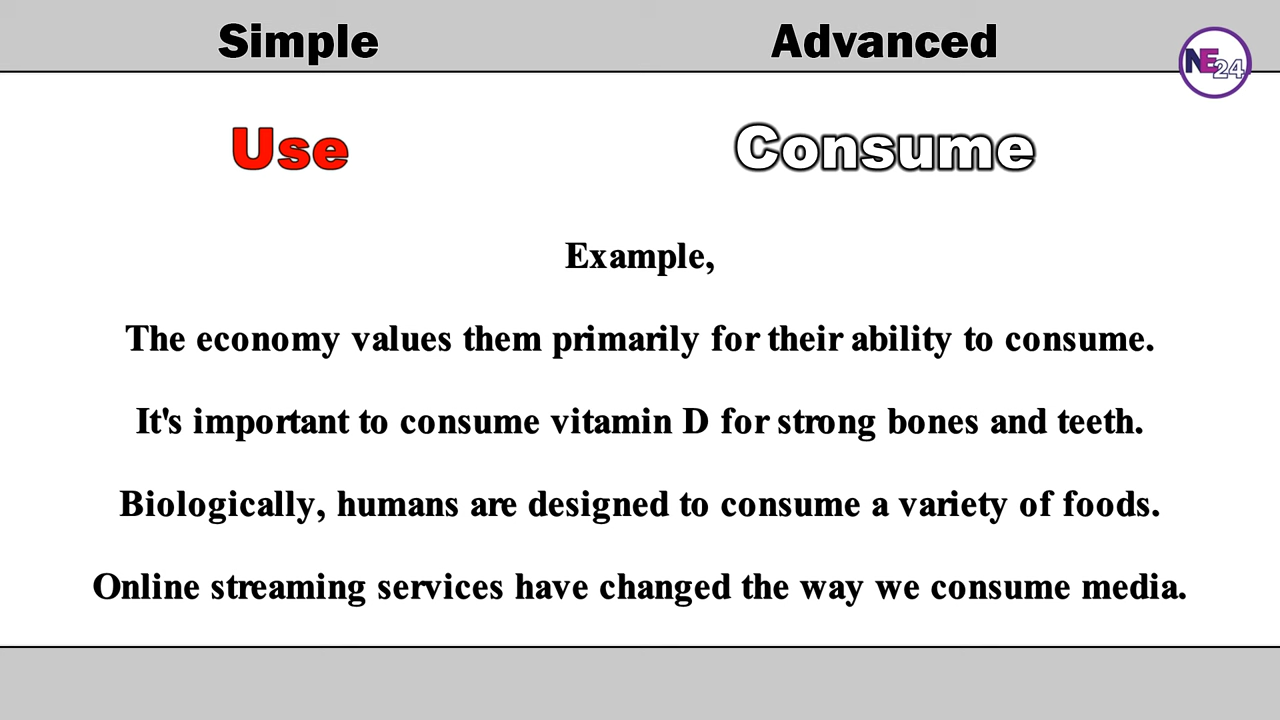 Simple Advanced
NE24
Use Consume
Example,
The economy values them primarily for their ability to consume.
It's important to consume vitamin D for strong bones and teeth.
Biologically, humans are designed to consume a variety of foods.
Online streaming services have changed the way we consume media.